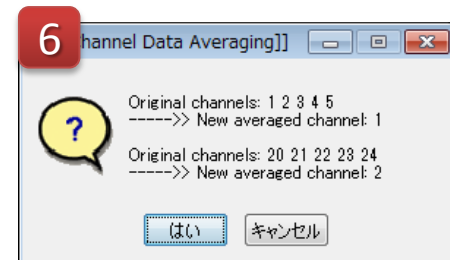 6
hannel Data Averaging]]
?
Original channels: 1 2 3 4 5
----->> New averaged channel: 1
Original channels: 20 21 22 23 24
----->> New averaged channel: 2
はい キャンセル